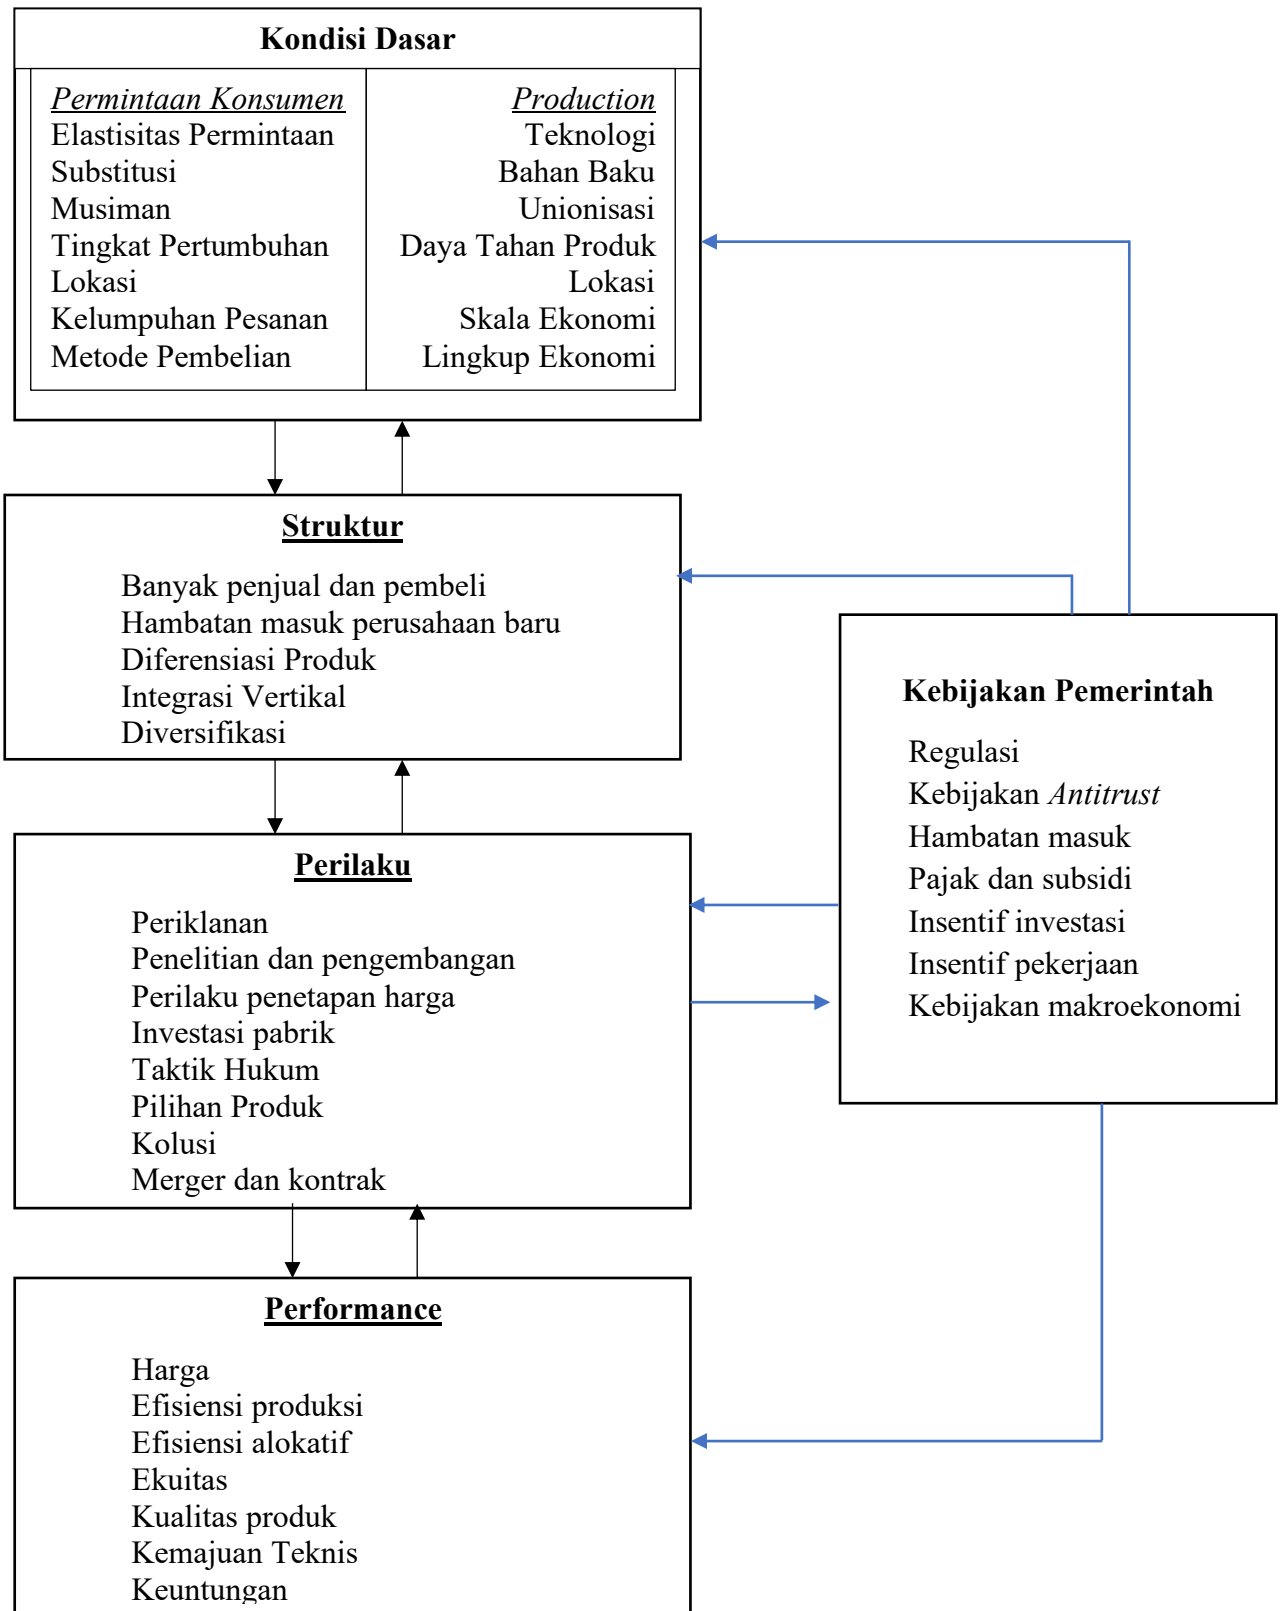 Kondisi Dasar
Permintaan Konsumen
Elastisitas Permintaan
Substitusi
Musiman
Tingkat Pertumbuhan
Lokasi
Kelumpuhan Pesanan
Metode Pembelian
Production
Teknologi
Bahan Baku
Unionisasi
Daya Tahan Produk
Lokasi
Skala Ekonomi
Lingkup Ekonomi
Struktur
Banyak penjual dan pembeli
Hambatan masuk perusahaan baru
Diferensiasi Produk
Integrasi Vertikal
Diversifikasi
Perilaku
Periklanan
Penelitian dan pengembangan
Perilaku penetapan harga
Investasi pabrik
Taktik Hukum
Pilihan Produk
Kolusi
Merger dan kontrak
Performance
Harga
Efisiensi produksi
Efisiensi alokatif
Ekuitas
Kualitas produk
Kemajuan Teknis
Keuntungan
Kebijakan Pemerintah
Regulasi
Kebijakan Antitrust
Hambatan masuk
Pajak dan subsidi
Insentif investasi
Insentif pekerjaan
Kebijakan makroekonomi